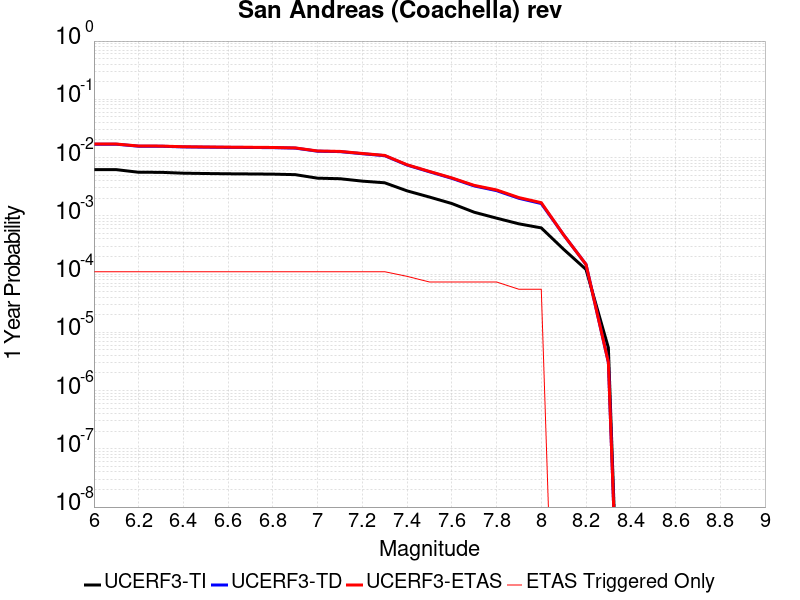 San Andreas (Coachella) rev
10^0
10^-1
10^-2
10^-3
10^-4
10^-5
10^-6
10^-7
10^-8
1 Year Probability
6 6.2 6.4 6.6 6.8 7 7.2 7.4 7.6 7.8 8 8.2 8.4 8.6 8.8 9
Magnitude
UCERF3-TI UCERF3-TD UCERF3-ETAS ETAS Triggered Only